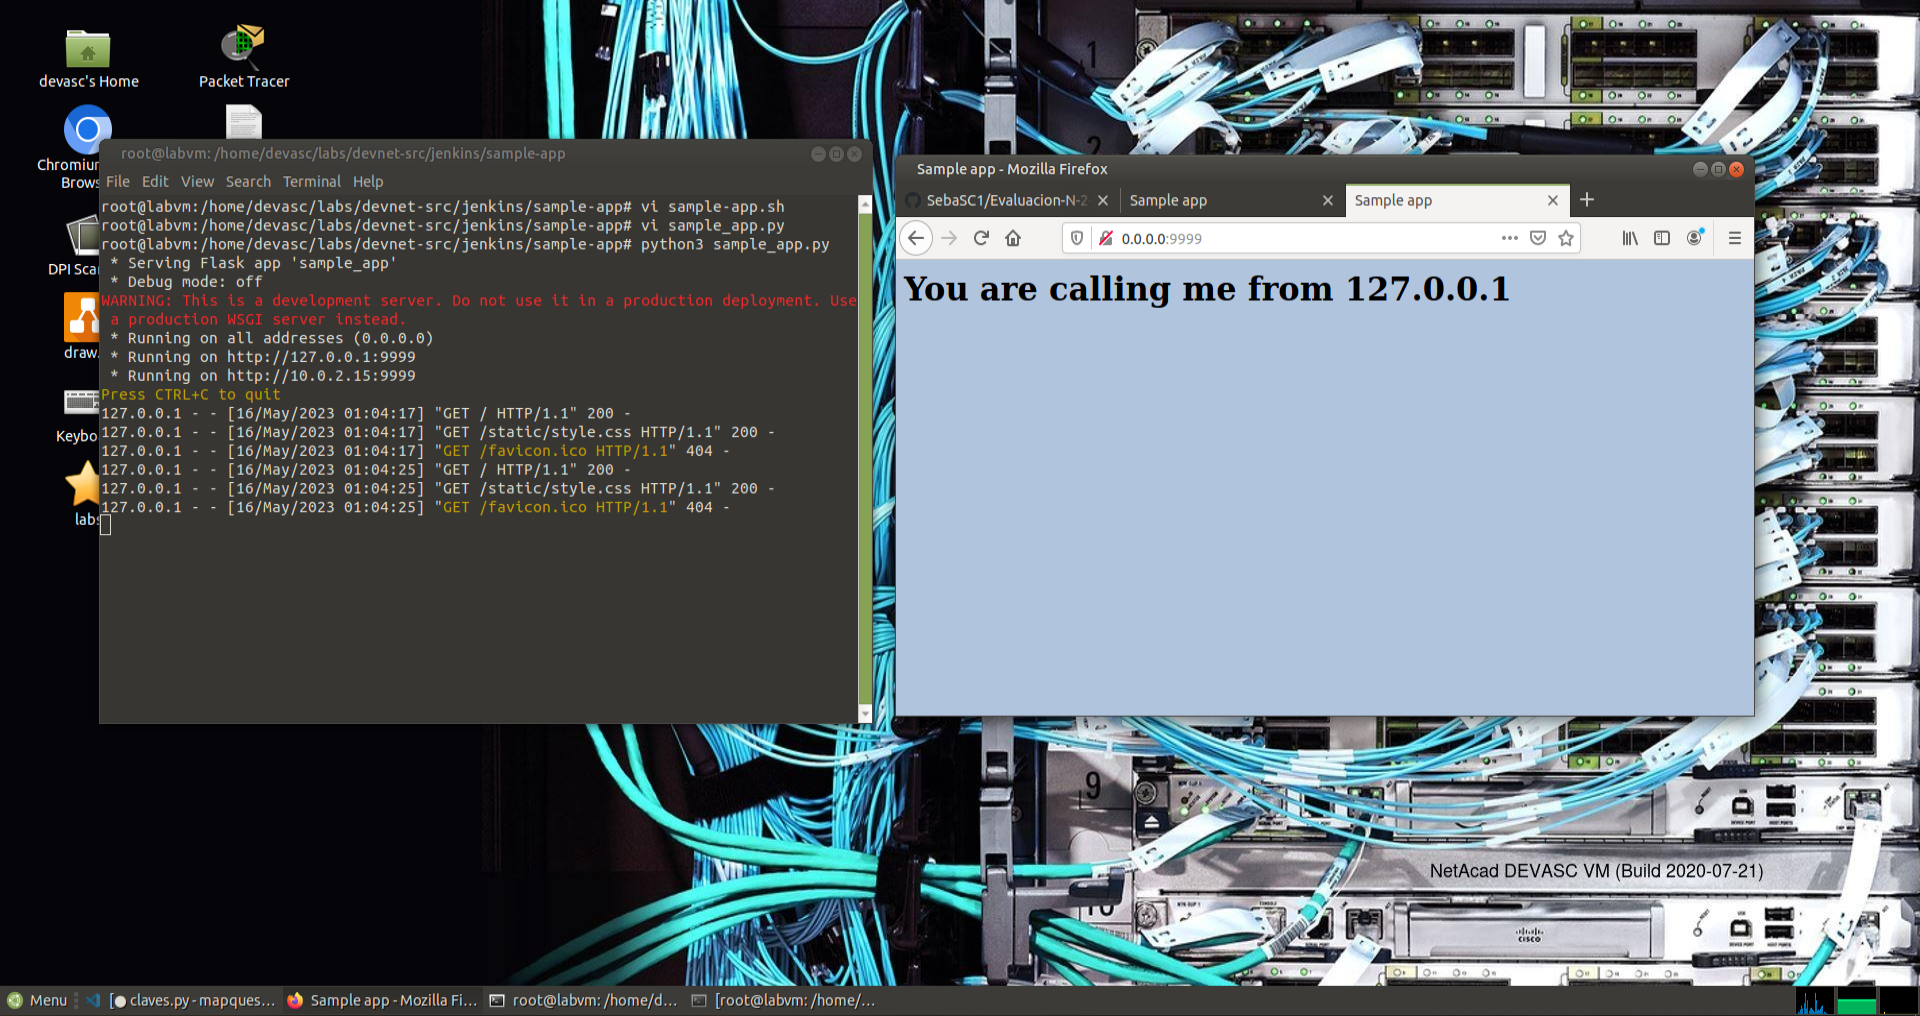 devasc's Home
Packet Tracer
Chromium
Brows
DPI Sca
draw.
Keybo
labs
root@labvm: /home/devasc/labs/devnet-src/jenkins/sample-app
File Edit View Search Terminal Help
root@labvm:/home/devasc/labs/devnet-src/jenkins/sample-app# vi sample-app.sh
root@labvm:/home/devasc/labs/devnet-src/jenkins/sample-app# vi sample_app.py
root@labvm:/home/devasc/labs/devnet-src/jenkins/sample-app# python3 sample_app.py
* Serving Flask app 'sample_app'
* Debug mode: off
WARNING: This is a development server. Do not use it in a production deployment. Use
a production WSGI server instead.
* Running on all addresses (0.0.0.0)
* Running on http://127.0.0.1:9999
* Running on http://10.0.2.15:9999
Press CTRL+C to quit
127.0.0.1 - - [16/May/2023 01:04:17] "GET / HTTP/1.1" 200 -
127.0.0.1 - - [16/May/2023 01:04:17] "GET /static/style.css HTTP/1.1" 200 -
127.0.0.1 - - [16/May/2023 01:04:17] "GET /favicon.ico HTTP/1.1" 404 -
127.0.0.1 - - [16/May/2023 01:04:25] "GET / HTTP/1.1" 200 -
127.0.0.1 - - [16/May/2023 01:04:25] "GET /static/style.css HTTP/1.1" 200 -
127.0.0.1 - - [16/May/2023 01:04:25] "GET /favicon.ico HTTP/1.1" 404 -
Sample app - Mozilla Firefox
SebaSC1/Evaluacion-N-2
Sample app
Sample app
0.0.0.0:9999
You are calling me from 127.0.0.1
1
2
9
10
NetAcad DEVASC VM (Build 2020-07-21)
CISCO
Menu
[● claves.py - mapques...
Sample app - Mozilla Fi...
root@labvm: /home/d...
[root@labvm: /home/...